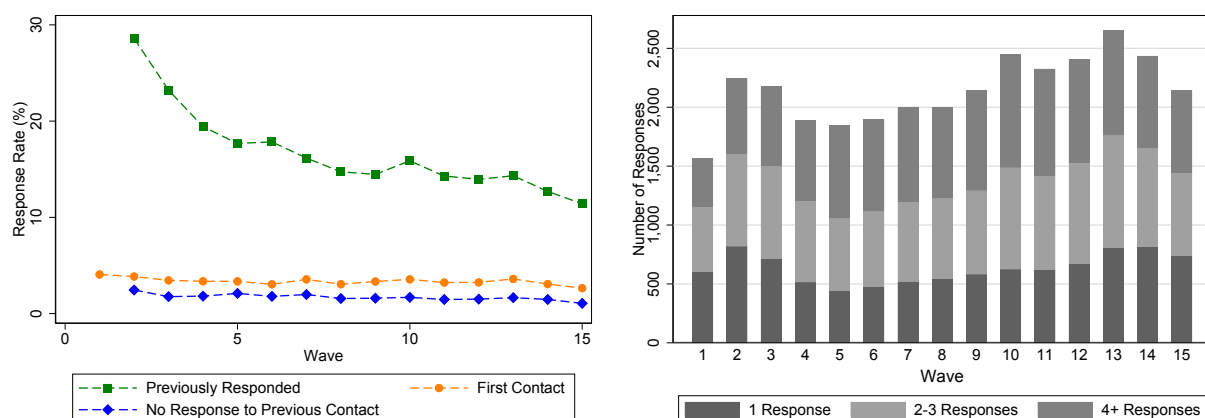 Response Rate (%)
30
20
10
0
0
5
10
15
Wave
Previously Responded
First Contact
No Response to Previous Contact
Number of Responses
2,500
2,000
1,500
1,000
500
0
1 2 3 4 5 6 7 8 9 10 11 12 13 14 15
Wave
1 Response
2-3 Responses
4+ Responses